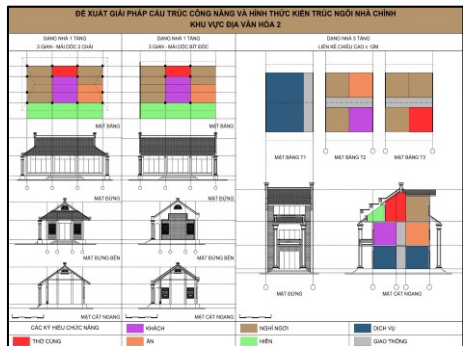 ĐỀ XUẤT GIẢI PHÁP CẤU TRÚC CÔNG NĂNG VÀ HÌNH THỨC KIẾN TRÚC NGÔI NHÀ CHÍNH
KHU VỰC ĐỊA VĂN HÓA 2
DẠNG NHÀ 1 TẦNG
3 GIAN - MÁI DỐC 2 CHÁI
DẠNG NHÀ 1 TẦNG
3 GIAN - MÁI DỐC BÍT ĐỐC
DẠNG NHÀ 3 TẦNG
LIÊN KẾ CHIỀU CAO ≤ 12M
MẶT BẰNG
MẶT BẰNG
MẶT BẰNG T1
MẶT BẰNG T2
MẶT BẰNG T3
MẶT ĐỨNG
MẶT ĐỨNG
MẶT ĐỨNG BÊN
MẶT ĐỨNG BÊN
MẶT CẮT NGANG
MẶT CẮT NGANG
MẶT ĐỨNG
MẶT CẮT NGANG
CÁC KÝ HIỆU CHỨC NĂNG
KHÁCH
NGHỈ NGƠI
DỊCH VỤ
THỜ CÚNG
ĂN
HIÊN
GIAO THÔNG